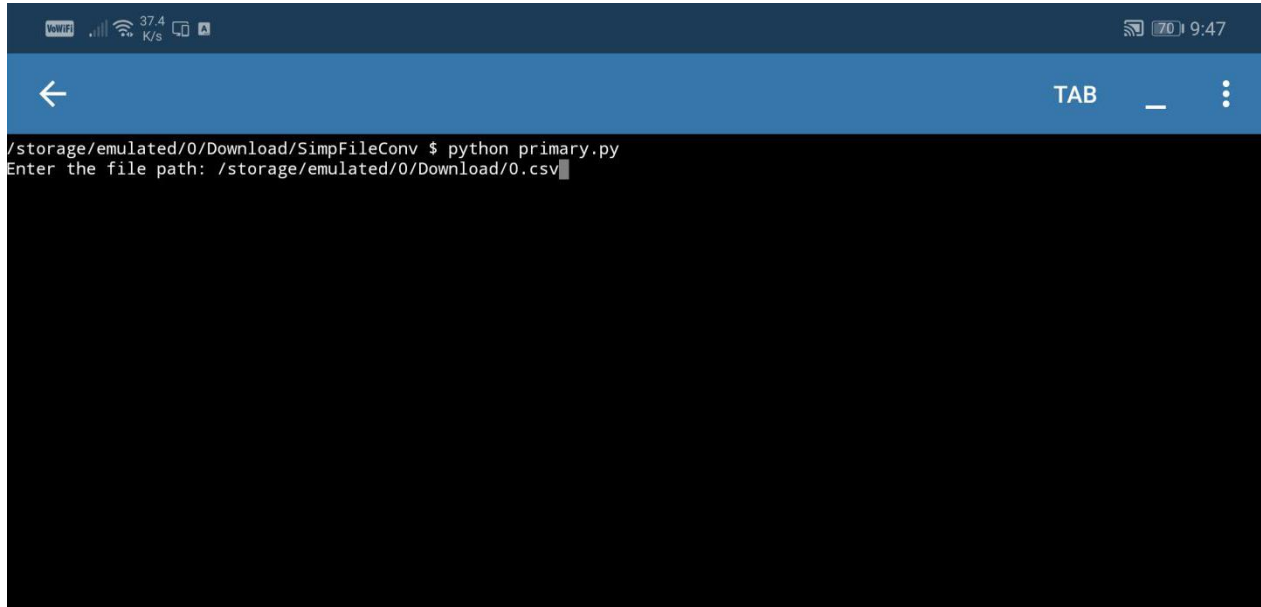 VoWiFi 37.4 K/s A 70 9:47
TAB
/storage/emulated/0/Download/SimpFileConv $ python primary.py
Enter the file path: /storage/emulated/0/Download/0.csv